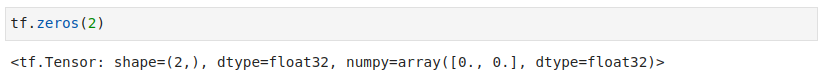 tf.zeros(2)
<tf.Tensor: shape=(2,), dtype=float32, numpy=array([0., 0.], dtype=float32)>